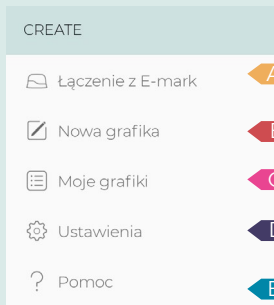 CREATE
Łączenie z E-mark
Nowa grafika
Moje grafiki
Ustawienia
Pomoc